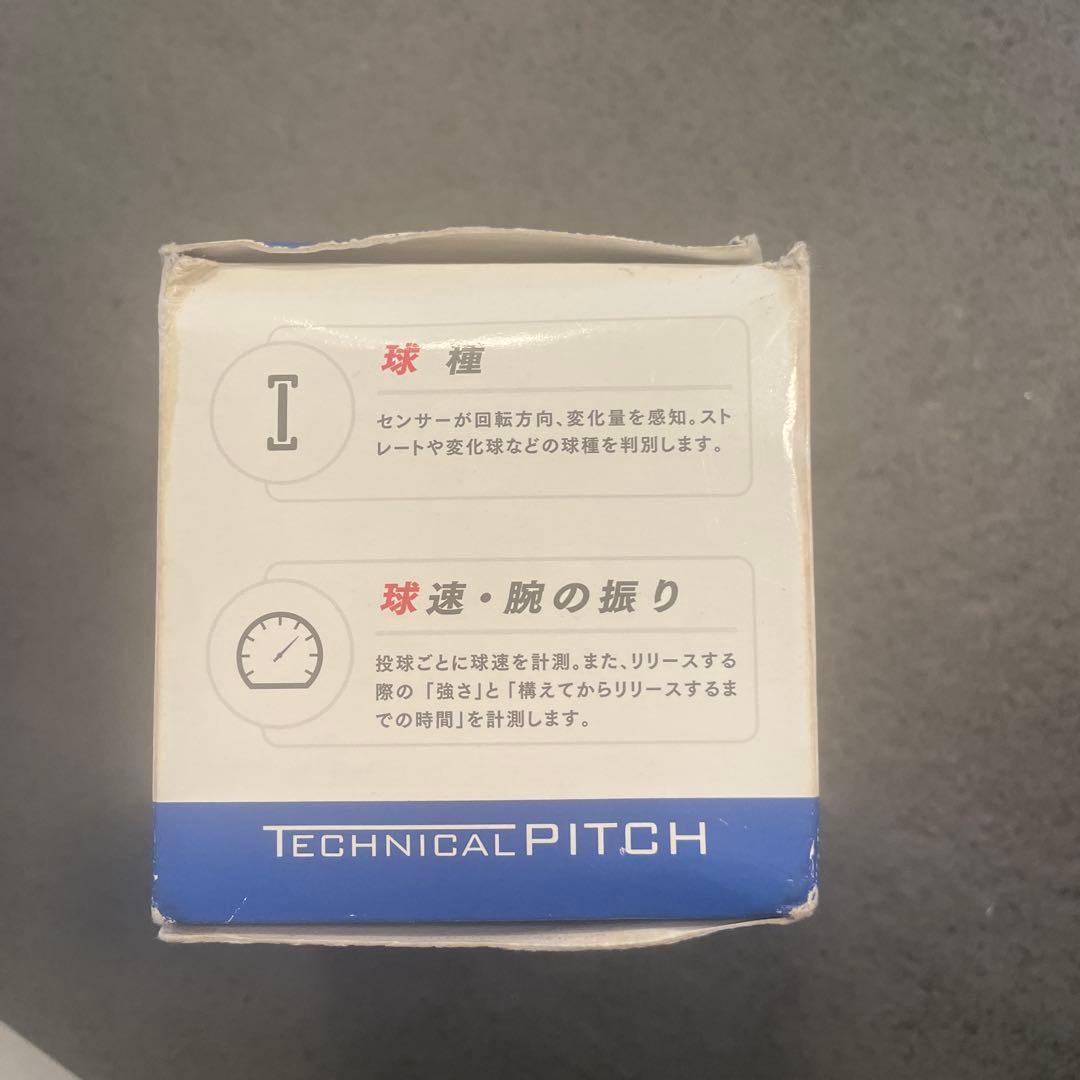 球 種
センサーが回転方向、変化量を感知。スト
レートや変化球などの球種を判別します。
球速・腕の振り
投球ごとに球速を計測。また、リリースする
際の「強さ」と「構えてからリリースするま
での時間」を計測します。
TECHNICAL PITCH